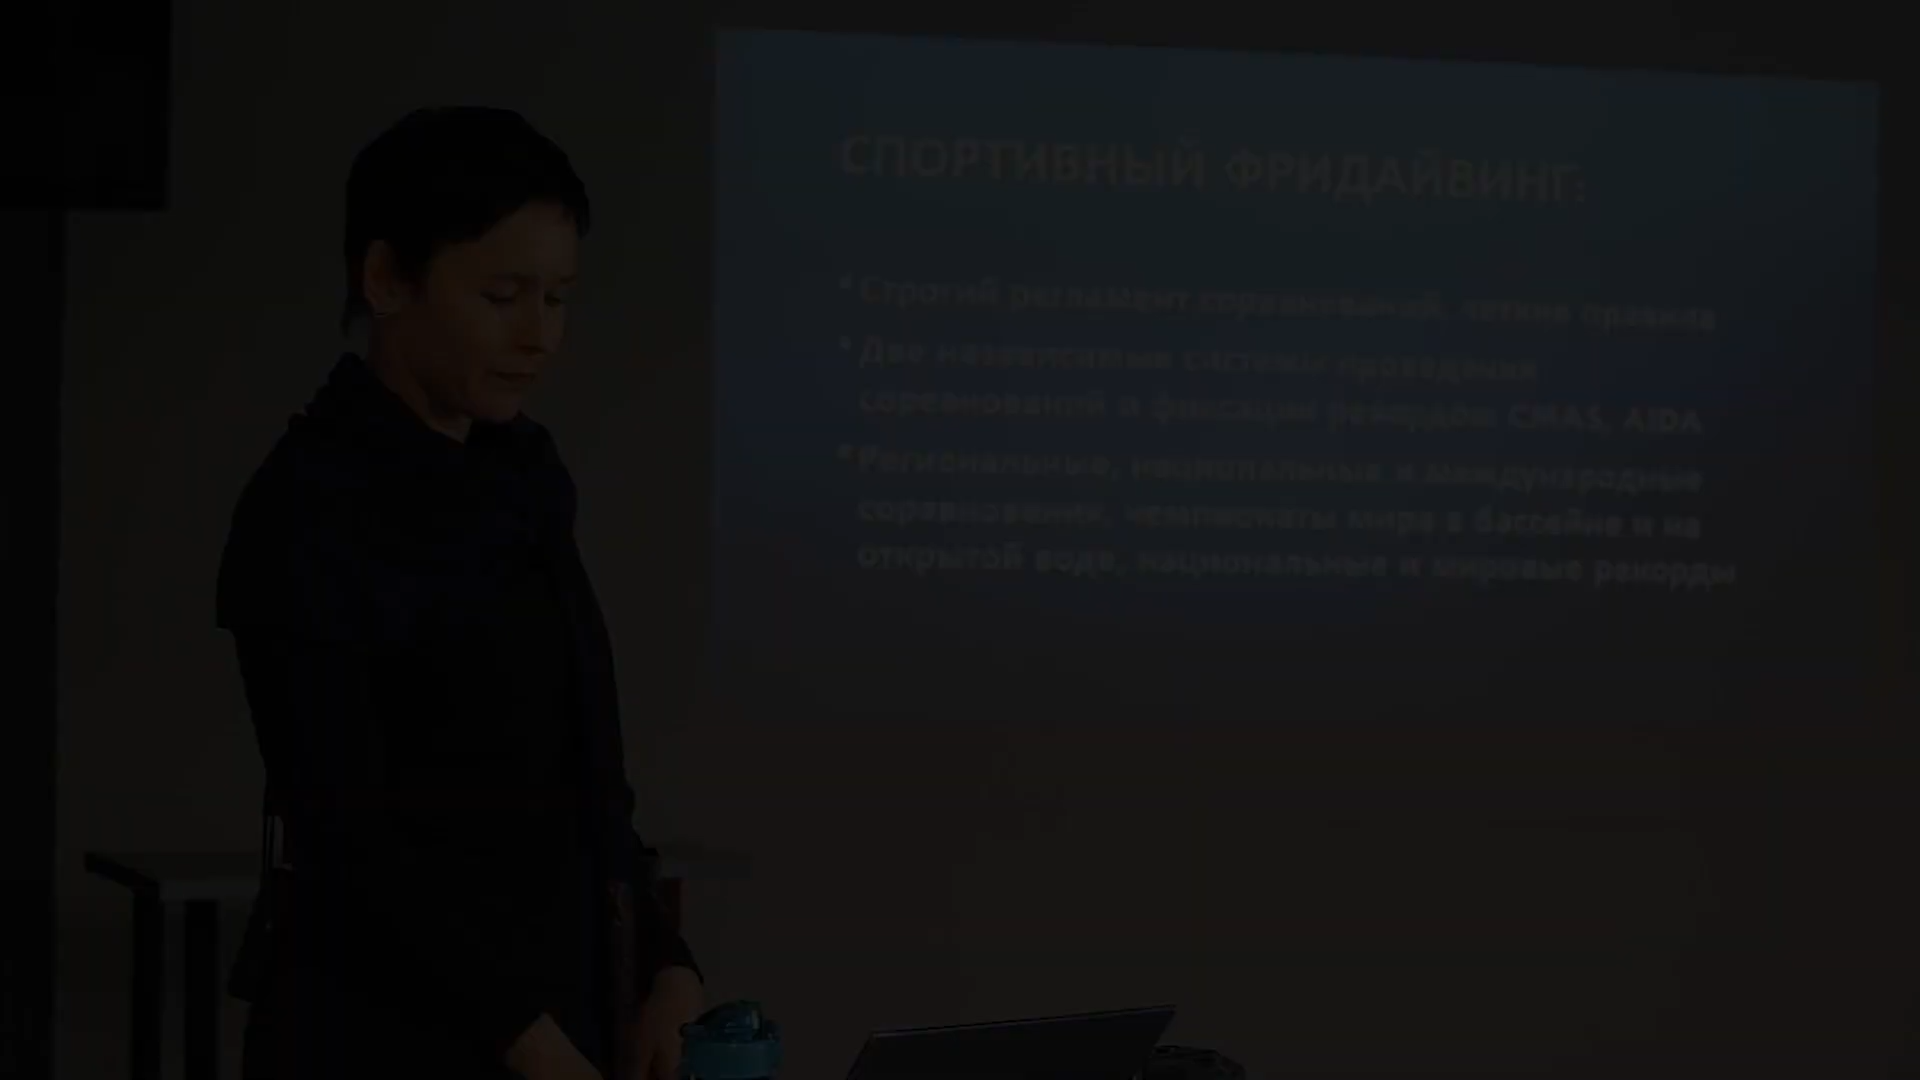 СПОРТИВНЫЙ ФРИДАЙВИНГ:
Строгий регламент соревнований, четкие правила
Две независимые системы проведения
соревнований и фиксации рекордов CMAS, AIDA
Региональные, национальные и международные
соревнования, чемпионаты мира в бассейне и на
открытой воде, национальные и мировые рекорды